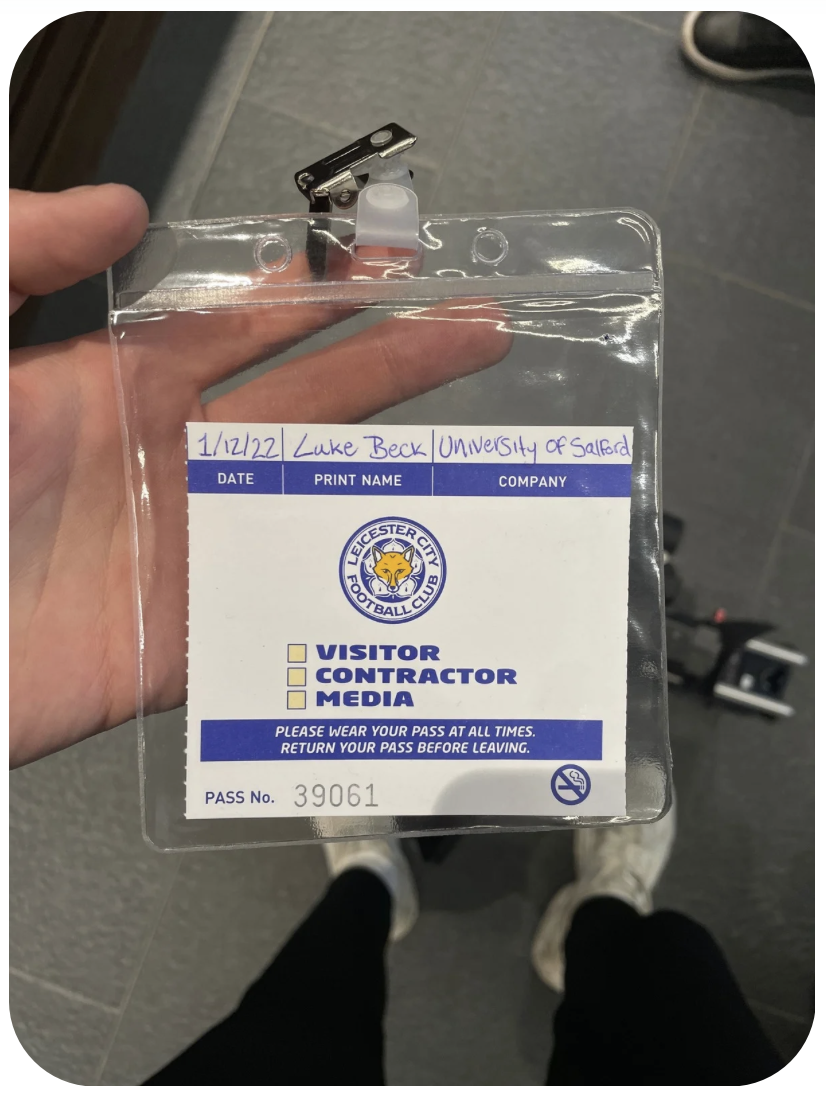 1/12/22 Luke Beck University of Salford
DATE PRINT NAME COMPANY
LEICESTER CITY
FOOTBALL CLUB
VISITOR
CONTRACTOR
MEDIA
PLEASE WEAR YOUR PASS AT ALL TIMES.
RETURN YOUR PASS BEFORE LEAVING.
PASS No. 39061